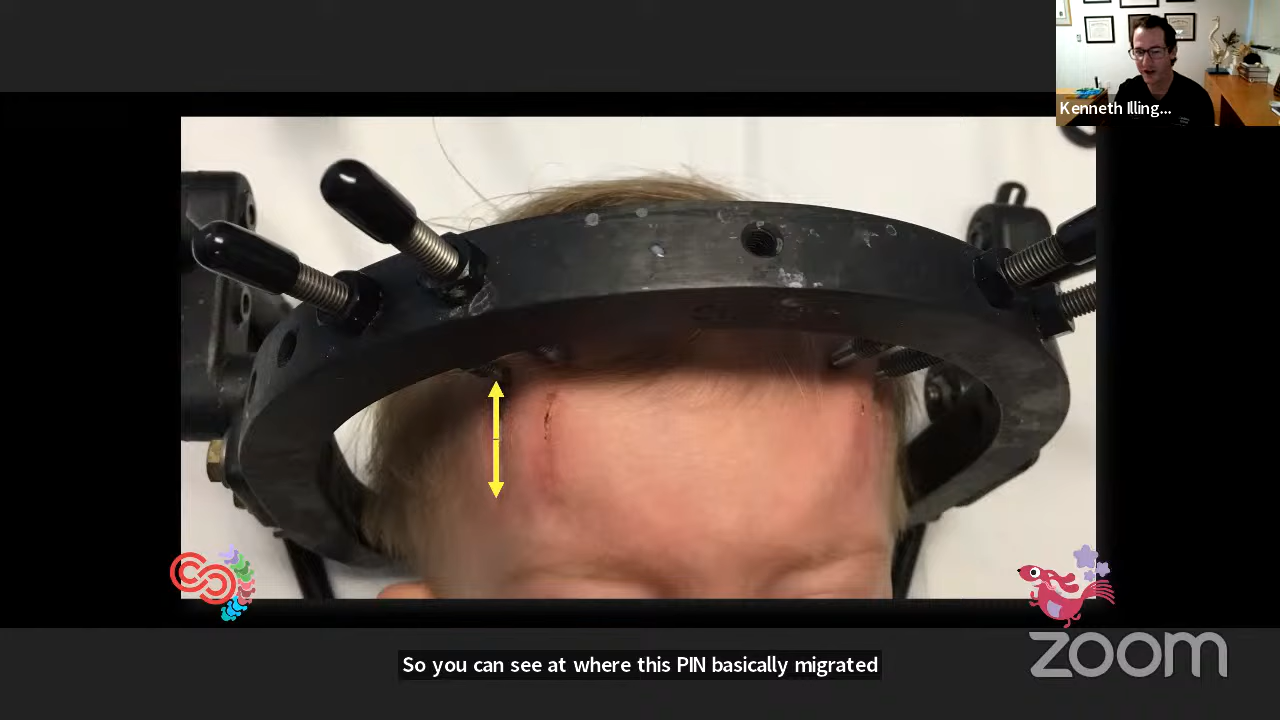 Kenneth Illing...
So you can see at where this PIN basically migrated
zoom